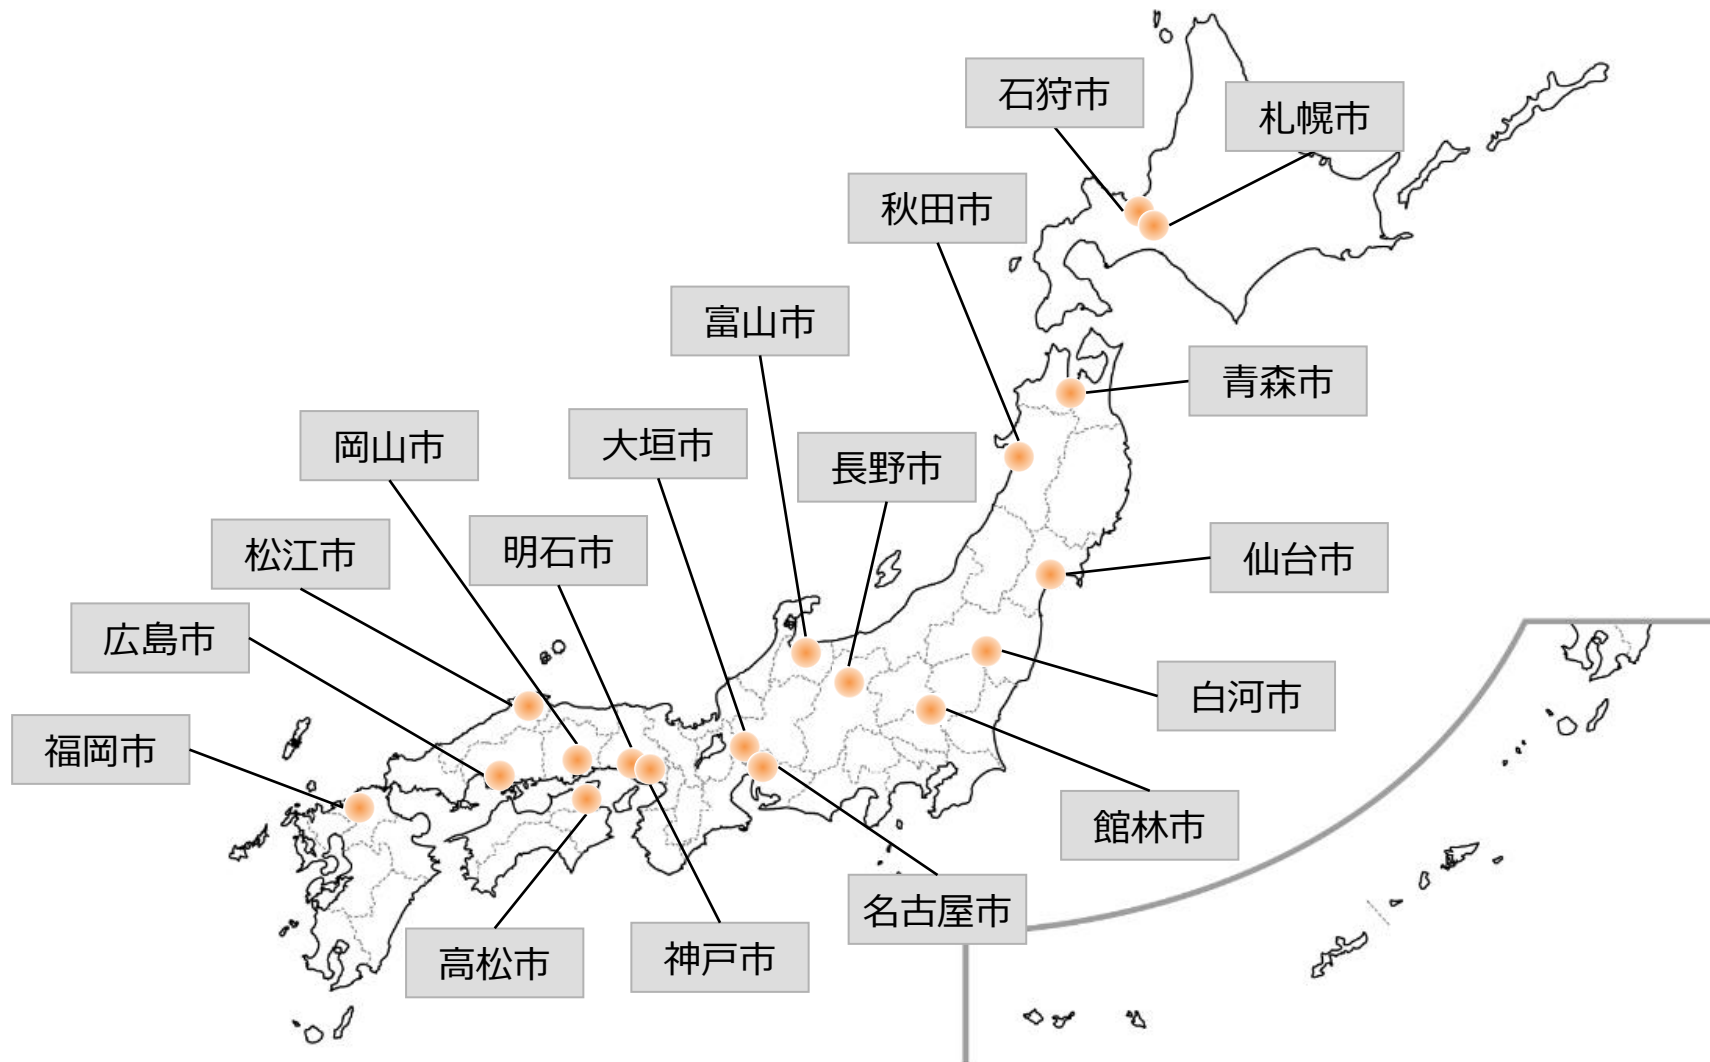 石狩市
札幌市
秋田市
富山市
青森市
岡山市
大垣市
長野市
松江市
明石市
仙台市
広島市
白河市
福岡市
館林市
名古屋市
高松市
神戸市